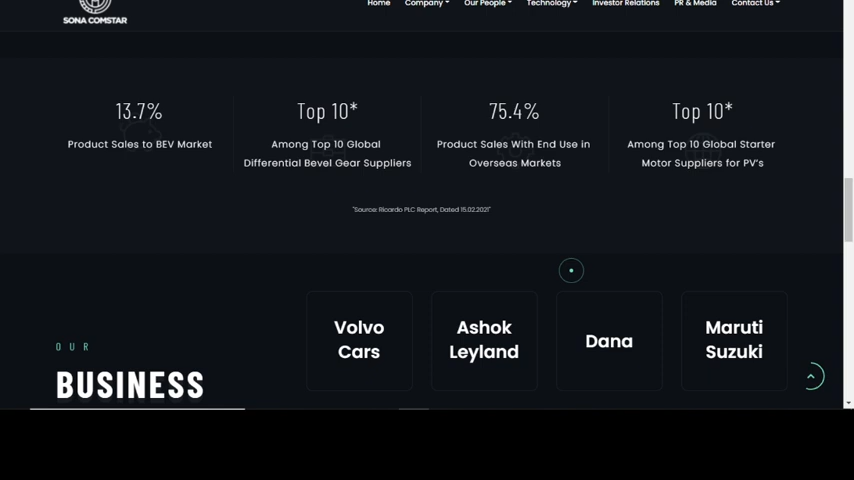 SONA COMSTAR
Home Company Our People Technology Investor Relations PR & Media Contact Us
13.7%
Product Sales to BEV Market
Top 10*
Among Top 10 Global
Differential Bevel Gear Suppliers
75.4%
Product Sales With End Use in
Overseas Markets
Top 10*
Among Top 10 Global Starter
Motor Suppliers for PV's
"Source: Ricardo PLC Report, Dated 15.02.2021"
OUR
BUSINESS
Volvo
Cars
Ashok
Leyland
Dana
Maruti
Suzuki